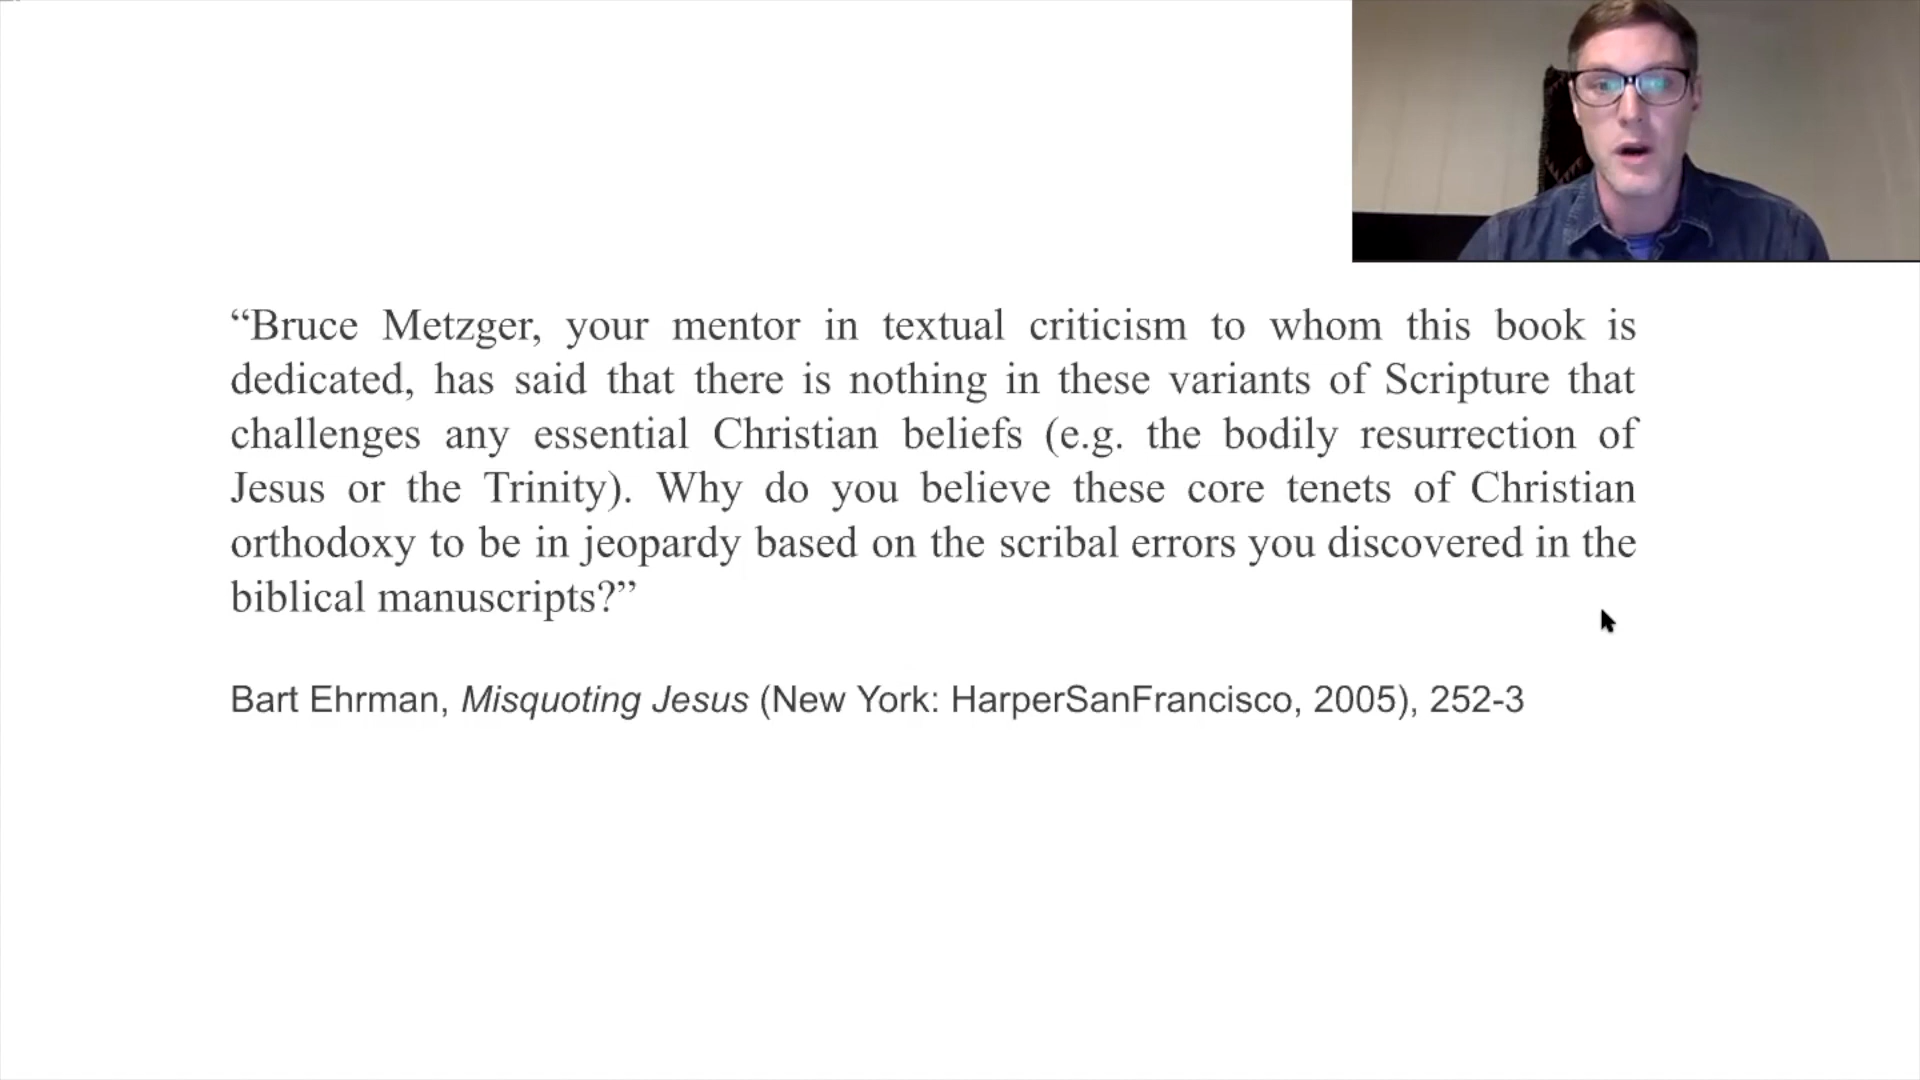 “Bruce Metzger, your mentor in textual criticism to whom this book is
dedicated, has said that there is nothing in these variants of Scripture that
challenges any essential Christian beliefs (e.g. the bodily resurrection of
Jesus or the Trinity). Why do you believe these core tenets of Christian
orthodoxy to be in jeopardy based on the scribal errors you discovered in the
biblical manuscripts?”
Bart Ehrman, Misquoting Jesus (New York: HarperSanFrancisco, 2005), 252-3